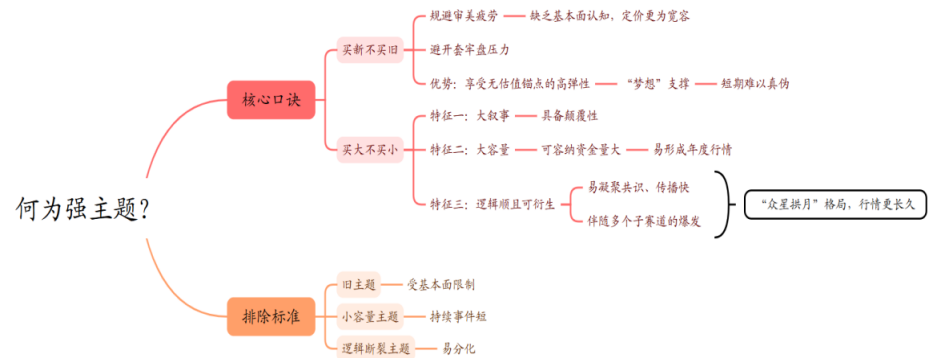 何为强主题？
核心口诀
买新不买旧
规避审美疲劳
缺乏基本面认知，定价更为宽容
避开套牢盘压力
优势：享受无估值锚点的高弹性
“梦想”支撑
短期难以真伪
买大不买小
特征一：大叙事
具备颠覆性
特征二：大容量
可容纳资金量大
易形成年度行情
特征三：逻辑顺且可衍生
易凝聚共识、传播快
伴随多个子赛道的爆发
“众星拱月”格局，行情更长久
排除标准
旧主题
受基本面限制
小容量主题
持续事件短
逻辑断裂主题
易分化